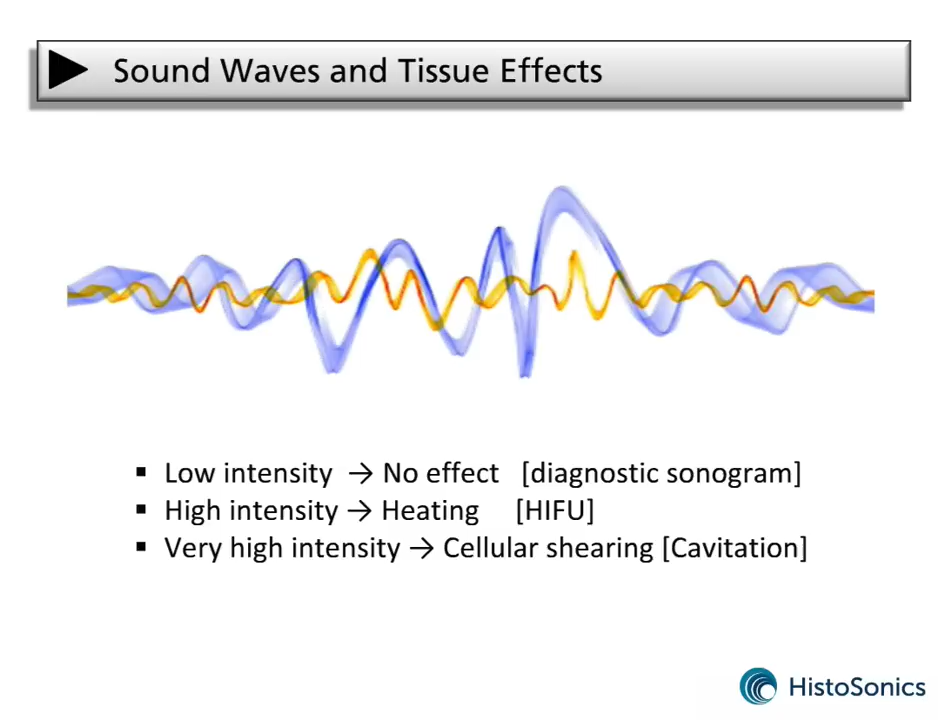 Sound Waves and Tissue Effects
▪ Low intensity → No effect [diagnostic sonogram]
▪ High intensity → Heating [HIFU]
▪ Very high intensity → Cellular shearing [Cavitation]
HistoSonics